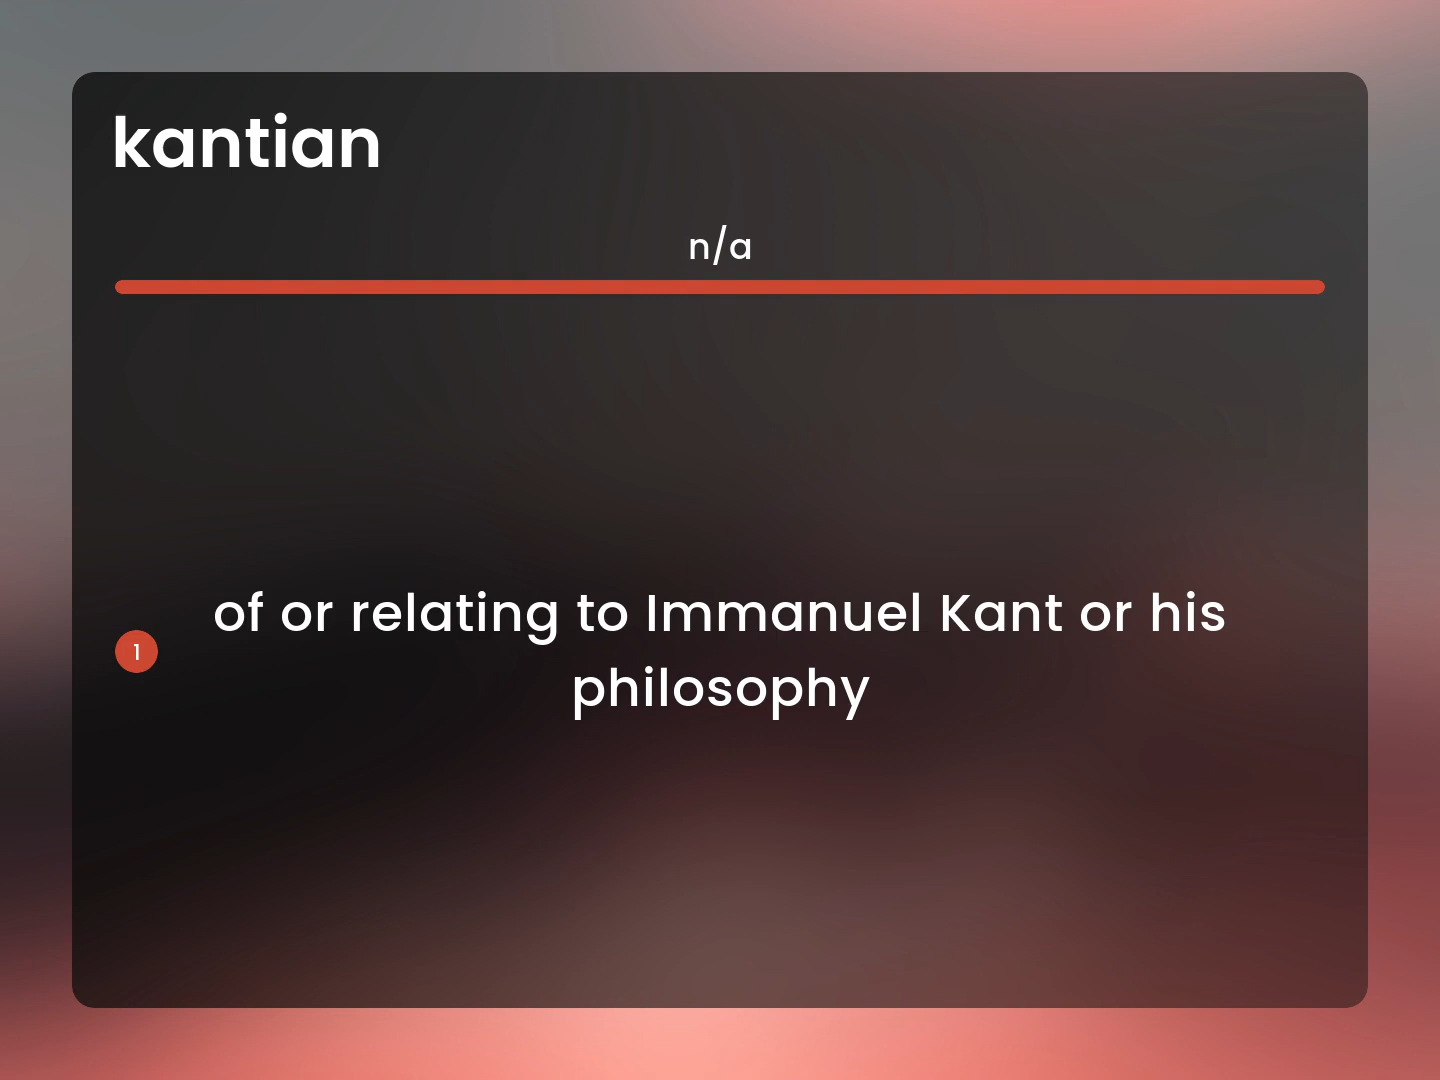 kantian
n/a
1
of or relating to Immanuel Kant or his
philosophy